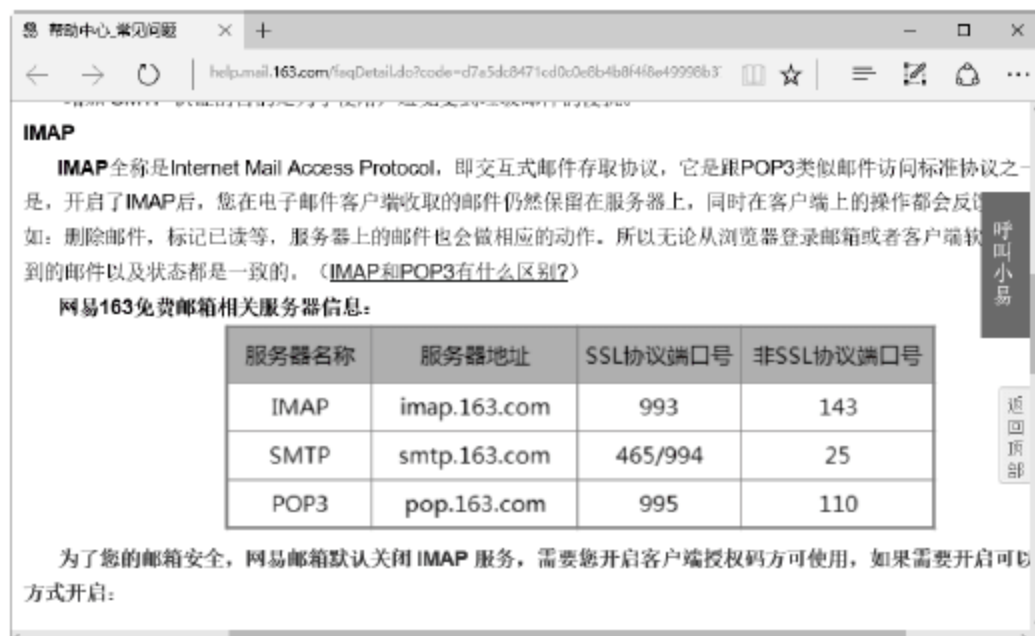 帮助中心_常见问题
help.mail.163.com/faqDetail.do?code=d7a5dc8471cd0c0e8b4b8f4f8e49998b3
IMAP
IMAP全称是Internet Mail Access Protocol，即交互式邮件存取协议，它是跟POP3类似邮件访问标准协议之一
是，开启了IMAP后，您在电子邮件客户端收取的邮件仍然保留在服务器上，同时在客户端上的操作都会反馈
如：删除邮件，标记已读等，服务器上的邮件也会做相应的动作。所以无论从浏览器登录邮箱或者客户端软
到的邮件以及状态都是一致的。（IMAP和POP3有什么区别?）
网易163免费邮箱相关服务器信息：
服务器名称 服务器地址 SSL协议端口号 非SSL协议端口号
IMAP imap.163.com 993 143
SMTP smtp.163.com 465/994 25
POP3 pop.163.com 995 110
为了您的邮箱安全，网易邮箱默认关闭 IMAP 服务，需要您开启客户端授权码方可使用，如果需要开启可以
方式开启：
呼叫小易
返回顶部